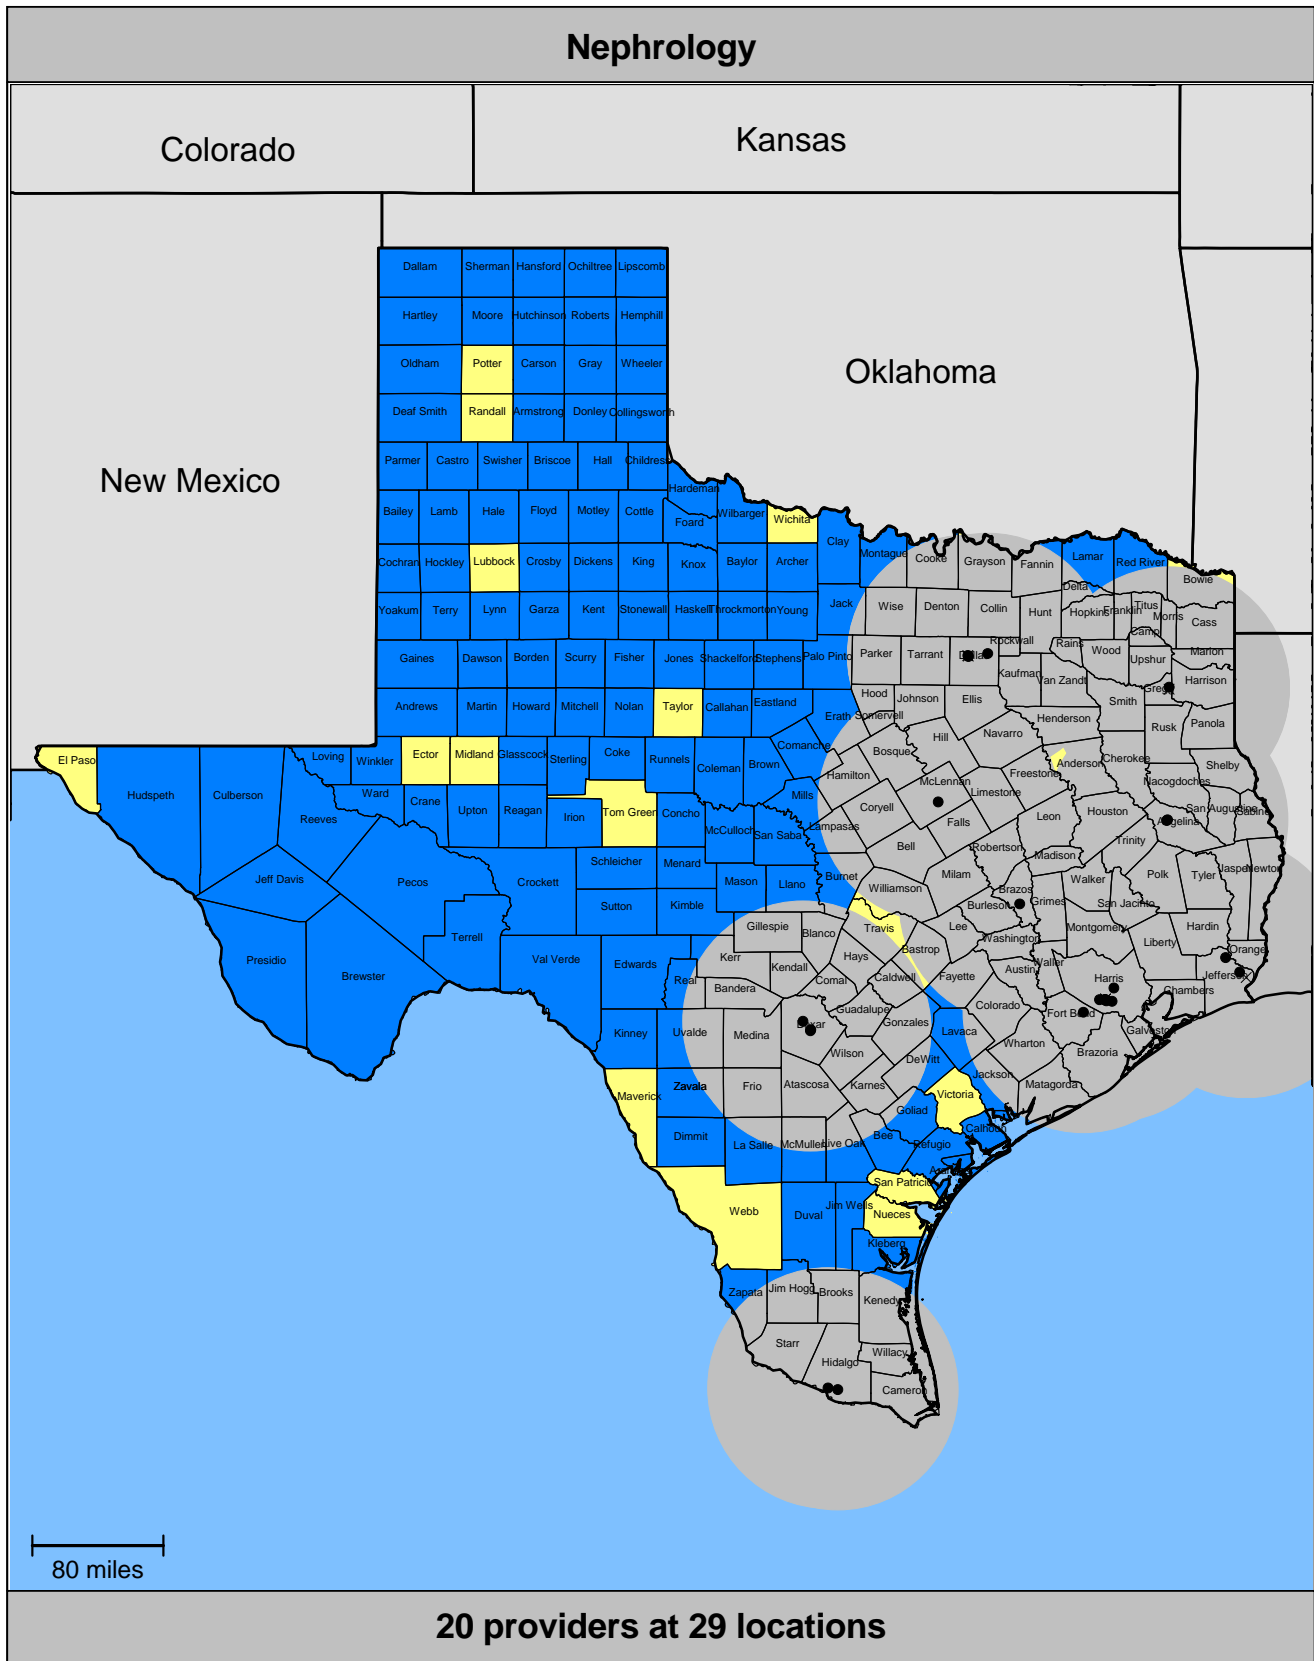 Nephrology
Colorado
Kansas
Oklahoma
New Mexico
Dallam Sherman Hansford Ochiltree Lipscomb
Hartley Moore Hutchinson Roberts Hemphill
Oldham Potter Carson Gray Wheeler
Deaf Smith Randall Armstrong Donley Collingsworth
Parmer Castro Swisher Briscoe Hall Childress
Hardeman
Bailey Lamb Hale Floyd Motley Cottle Foard Wilbarger Wichita
Clay Montague Cooke Grayson Fannin Lamar Red River Bowie
Cochran Hockley Lubbock Crosby Dickens King Knox Baylor Archer
Delta
Yoakum Terry Lynn Garza Kent Stonewall Haskell Throckmorton Young Jack Wise Denton Collin Hunt Hopkins Franklin Titus Morris Cass
Camp
Gaines Dawson Borden Scurry Fisher Jones Shackelford Stephens Palo Pinto Parker Tarrant Dallas Rockwall Rains Wood Upshur Marion
Kaufman Van Zandt Gregg Harrison
Andrews Martin Howard Mitchell Nolan Taylor Callahan Eastland Erath Hood Somervell Johnson Ellis Henderson Smith Rusk Panola
El Paso Hudspeth Culberson Loving Winkler Ector Midland Glasscock Sterling Coke Runnels Coleman Brown Comanche Hamilton Bosque Hill Navarro Freestone Anderson Cherokee Nacogdoches Shelby
Reeves Ward Crane Upton Reagan Irion Tom Green Concho McCulloch San Saba Mills Lampasas Coryell McLennan Limestone Falls Leon Houston Angelina San Augustine Sabine
Jeff Davis Pecos Crockett Schleicher Menard Mason Llano Burnet Bell Milam Robertson Madison Trinity Walker Polk Tyler Jasper Newton
Presidio Brewster Terrell Sutton Kimble Williamson Burleson Brazos Grimes San Jacinto
Val Verde Edwards Real Kerr Gillespie Blanco Travis Bastrop Lee Washington Montgomery Liberty Hardin Orange
Kendall Hays Caldwell Fayette Austin Waller Harris Chambers Jefferson
Bandera Comal Guadalupe Colorado Fort Bend Galveston
Kinney Uvalde Medina Bexar Wilson Gonzales Lavaca Wharton Brazoria
Maverick Zavala Frio Atascosa Karnes DeWitt Jackson Matagorda
Victoria
Dimmit La Salle McMullen Live Oak Bee Goliad Refugio Calhoun
Webb Duval Jim Wells San Patricio
Nueces
Kleberg
Zapata Jim Hogg Brooks Kenedy
Starr Hidalgo Willacy
Cameron
80 miles
20 providers at 29 locations